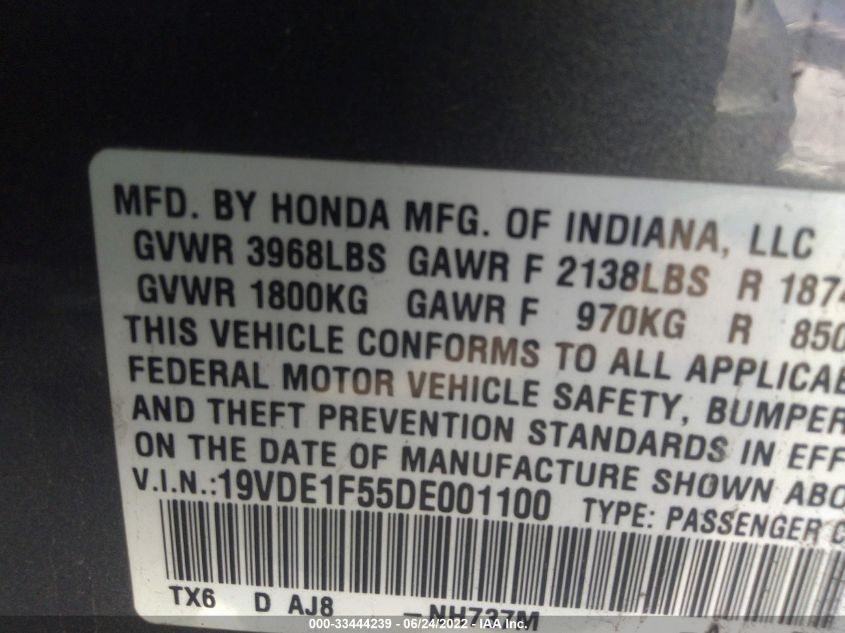 MFD. BY HONDA MFG. OF INDIANA, LLC
GVWR 3968LBS GAWR F 2138LBS R 1874
GVWR 1800KG GAWR F 970KG R 850
THIS VEHICLE CONFORMS TO ALL APPLICAB
FEDERAL MOTOR VEHICLE SAFETY, BUMPER
AND THEFT PREVENTION STANDARDS IN EFF
ON THE DATE OF MANUFACTURE SHOWN ABO
V.I.N.:19VDE1F55DE001100 TYPE: PASSENGER C
TX6 D AJ8 -NH737M
000-33444239 - 06/24/2022 - IAA Inc.